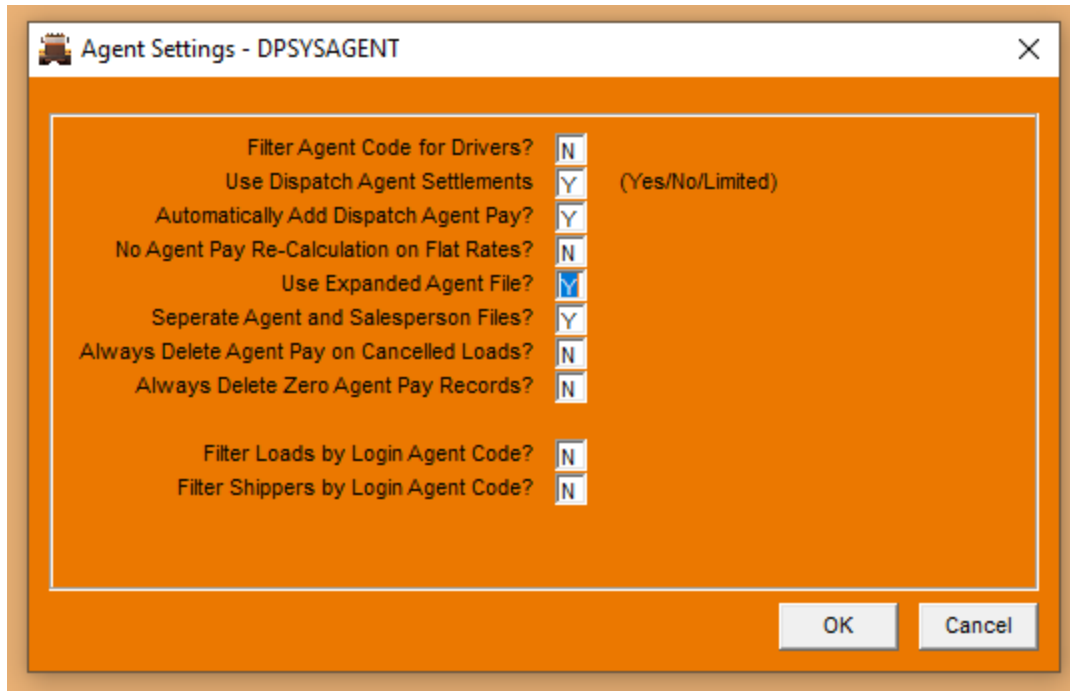 Agent Settings - DPSYSAGENT
Filter Agent Code for Drivers? N
Use Dispatch Agent Settlements Y (Yes/No/Limited)
Automatically Add Dispatch Agent Pay? Y
No Agent Pay Re-Calculation on Flat Rates? N
Use Expanded Agent File? Y
Seperate Agent and Salesperson Files? Y
Always Delete Agent Pay on Cancelled Loads? N
Always Delete Zero Agent Pay Records? N
Filter Loads by Login Agent Code? N
Filter Shippers by Login Agent Code? N
OK Cancel